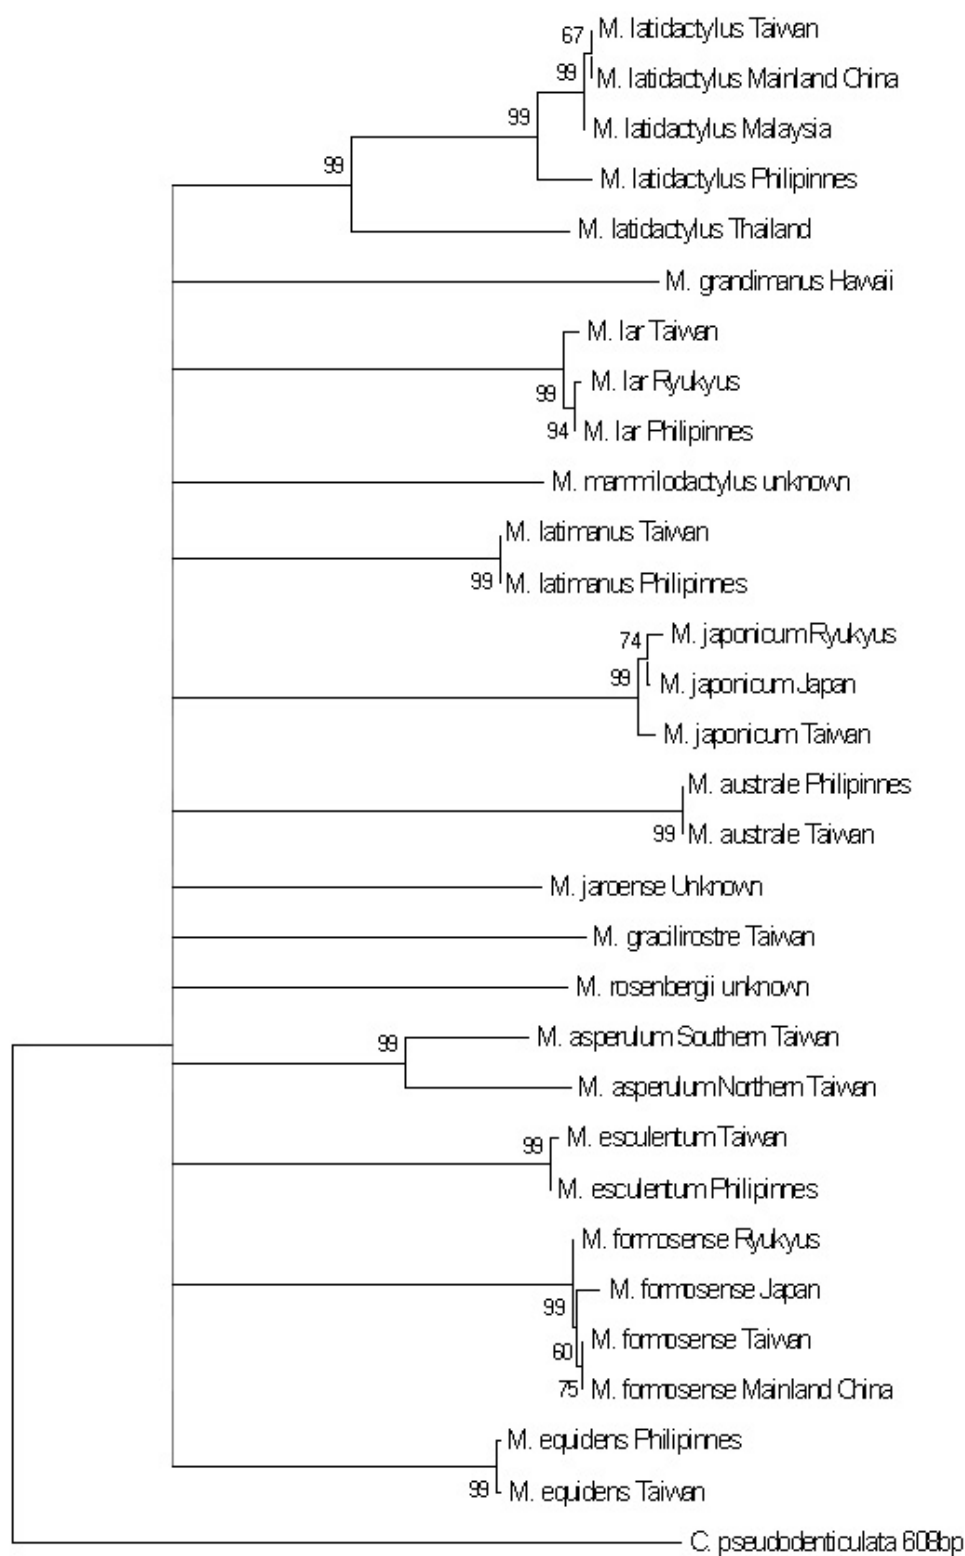 67
M. latidactylus Taiwan
99
M. latidactylus Mainland China
99
M. latidactylus Malaysia
99
M. latidactylus Philipinnes
M. latidactylus Thailand
M. grandimanus Hawaii
M. lar Taiwan
M. lar Ryukyus
99
94
M. lar Philipinnes
M. mammilodactylus unknown
M. latimanus Taiwan
99
M. latimanus Philipinnes
74
M. japonicum Ryukyus
99
M. japonicum Japan
M. japonicum Taiwan
M. australe Philipinnes
99
M. australe Taiwan
M. jaroense Unknown
M. gracilirostre Taiwan
M. rosenbergii unknown
99
M. asperulum Southern Taiwan
M. asperulum Northern Taiwan
99
M. esculentum Taiwan
M. esculentum Philipinnes
M. formosense Ryukyus
M. formosense Japan
99
M. formosense Taiwan
60
75
M. formosense Mainland China
M. equidens Philipinnes
99
M. equidens Taiwan
C. pseudodenticulata 608bp